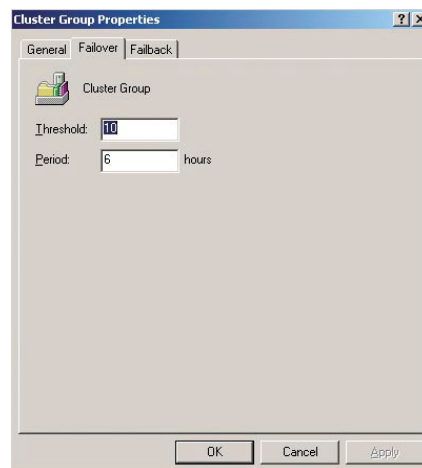 Cluster Group Properties
General Failover Failback
Cluster Group
Threshold: 10
Period: 6 hours
OK Cancel Apply